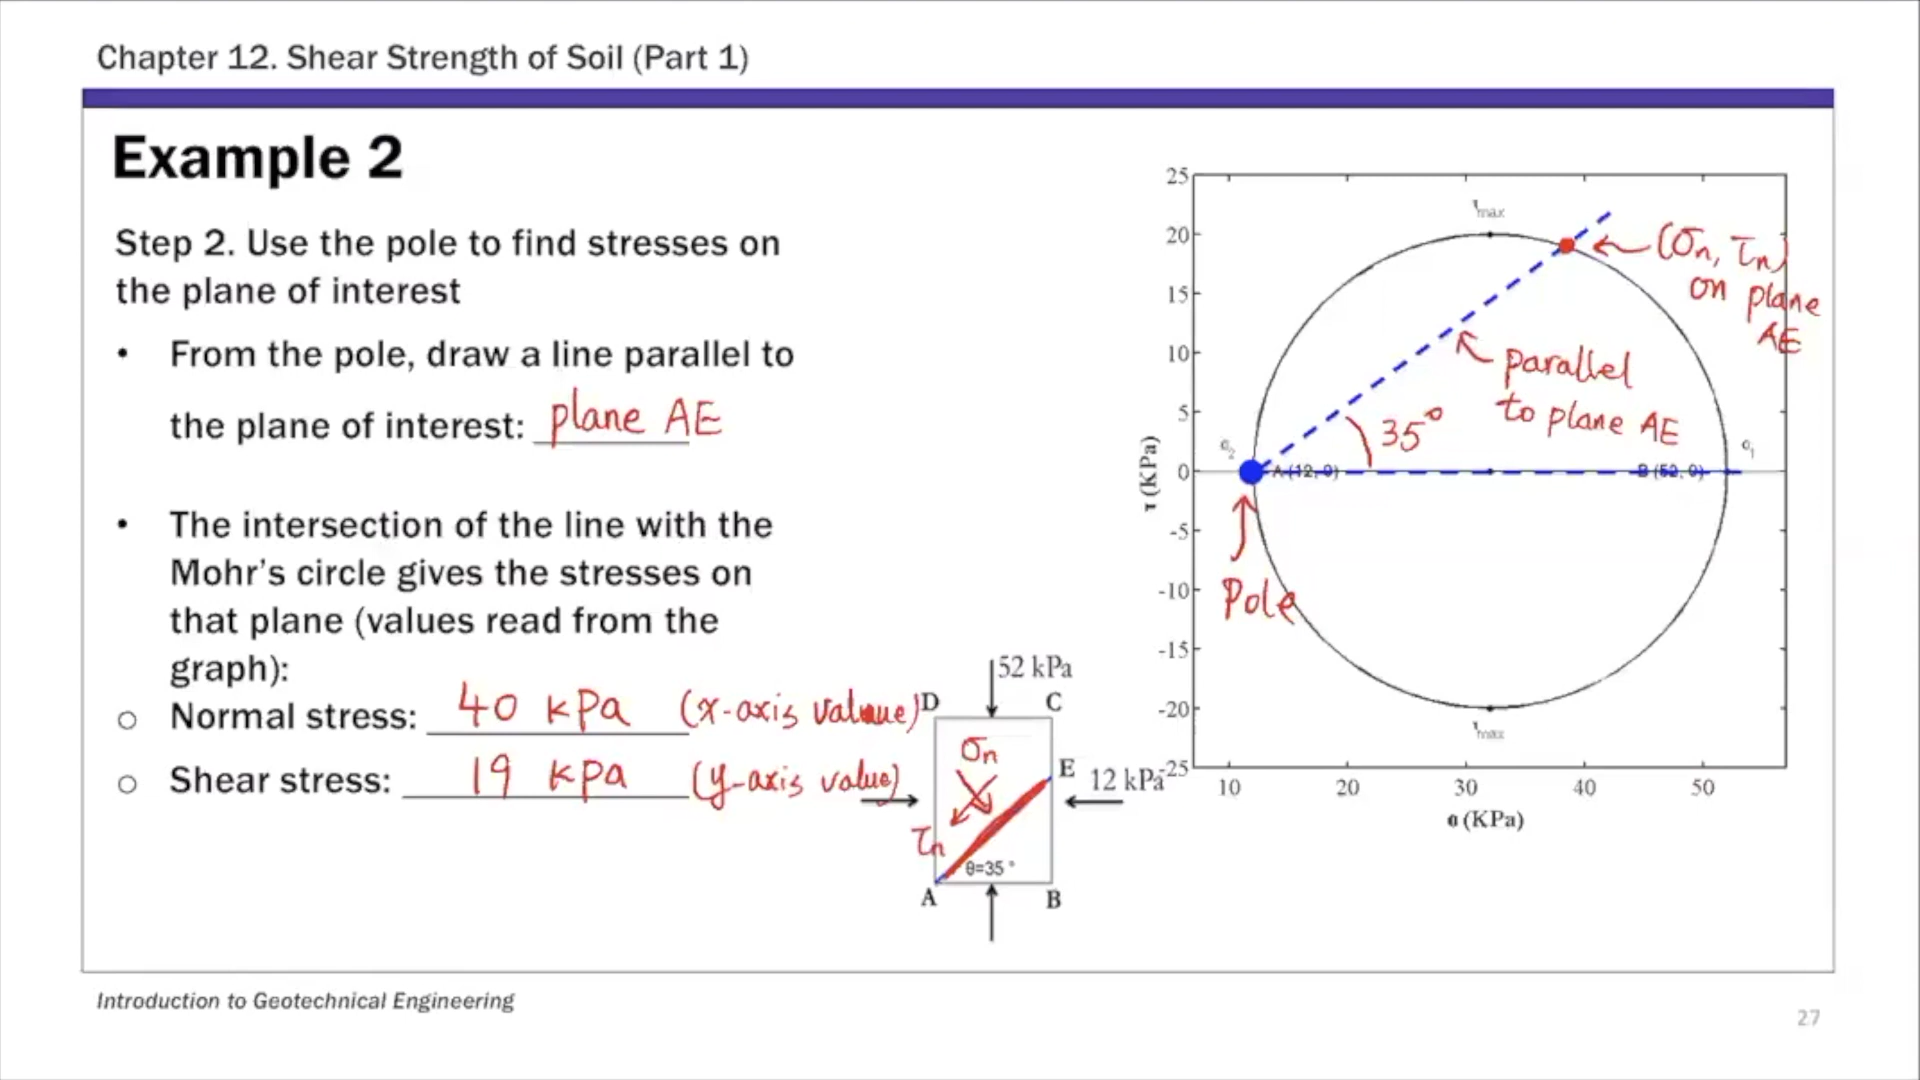 Chapter 12. Shear Strength of Soil (Part 1)
Example 2
Step 2. Use the pole to find stresses on
the plane of interest
• From the pole, draw a line parallel to
the plane of interest: plane AE
• The intersection of the line with the
Mohr's circle gives the stresses on
that plane (values read from the
graph):
○ Normal stress: 40 kPa (x-axis value)
○ Shear stress: 19 kPa (y-axis value)
52 kPa
D C
σn
E
12 kPa
τn
θ=35 °
A B
25
20
15
10
5
0
-5
-10
-15
-20
-25
τ (KPa)
10 20 30 40 50
σ (KPa)
τmax
(σn, τn)
on plane
AE
parallel
to plane AE
35°
σ2
σ1
A (12, 0)
B (52, 0)
Pole
τmax
Introduction to Geotechnical Engineering
27